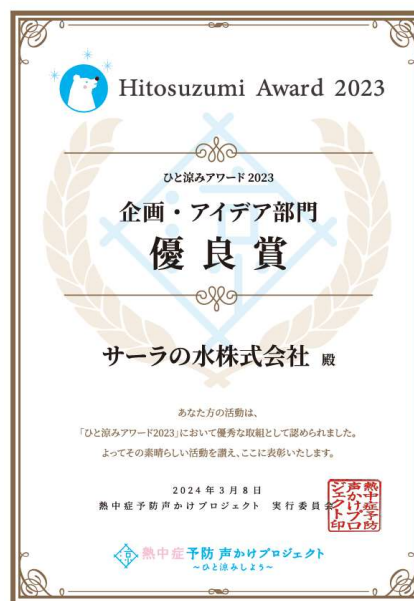 Hitosuzumi Award 2023
ひと涼みアワード2023
企画・アイデア部門
優良賞
サーラの水株式会社 殿
あなた方の活動は、
「ひと涼みアワード2023」において優秀な取組として認められました。
よってその素晴らしい活動を讃え、ここに表彰いたします。
2024年3月8日
熱中症予防声かけプロジェクト 実行委員会
熱中症予防
声かけプロ
ジェクト印
涼
熱中症予防 声かけプロジェクト
〜ひと涼みしよう〜